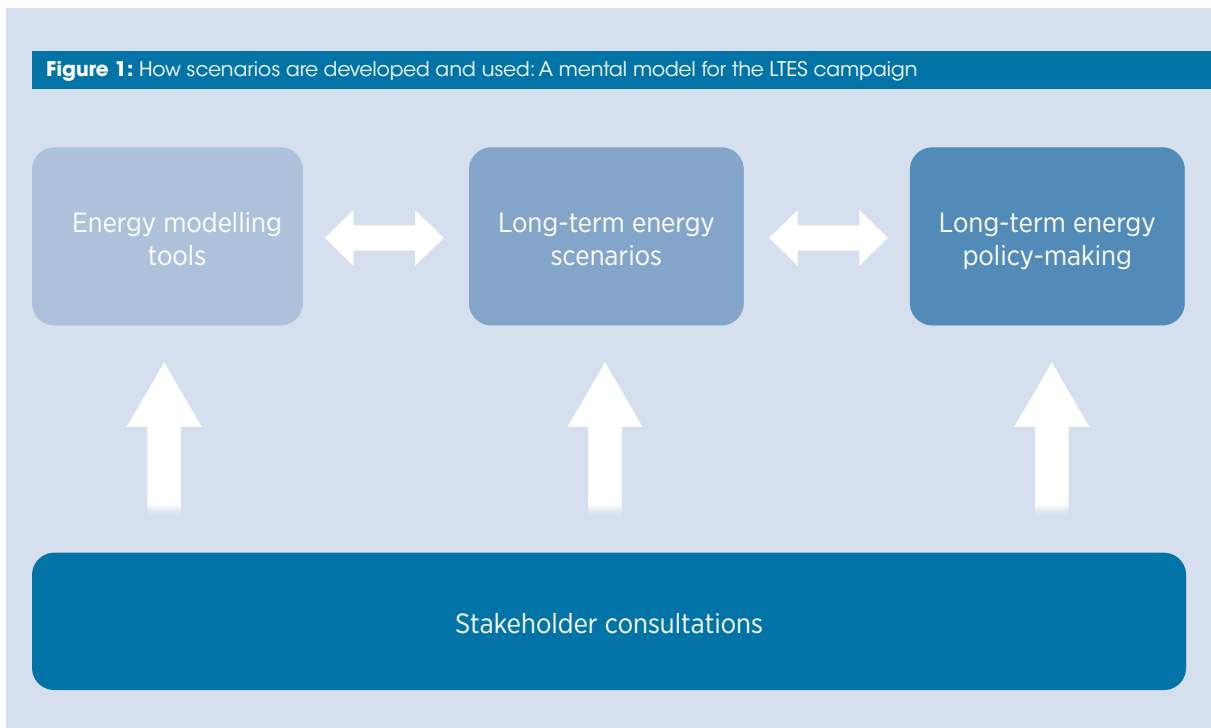 Figure 1: How scenarios are developed and used: A mental model for the LTES campaign
Energy modelling
tools
Long-term energy
scenarios
Long-term energy
policy-making
Stakeholder consultations